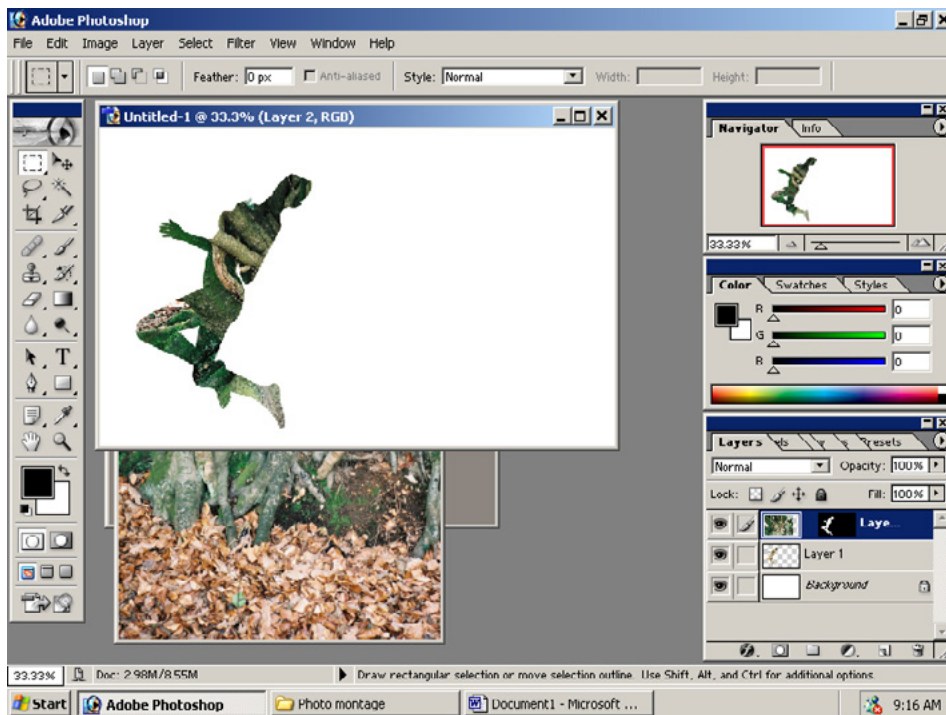 Adobe Photoshop
File Edit Image Layer Select Filter View Window Help
Feather: 0 px Anti-aliased Style: Normal Width: Height:
Untitled-1 @ 33.3% (Layer 2, RGB)
Navigator Info
33.33%
Color Swatches Styles
R 0
G 0
B 0
Layers els s Presets
Normal Opacity: 100%
Lock: Fill: 100%
Laye...
Layer 1
Background
T
33.33% Doc: 2.98M/8.55M Draw rectangular selection or move selection outline. Use Shift, Alt, and Ctrl for additional options.
Start Adobe Photoshop Photo montage Document1 - Microsoft ... 9:16 AM